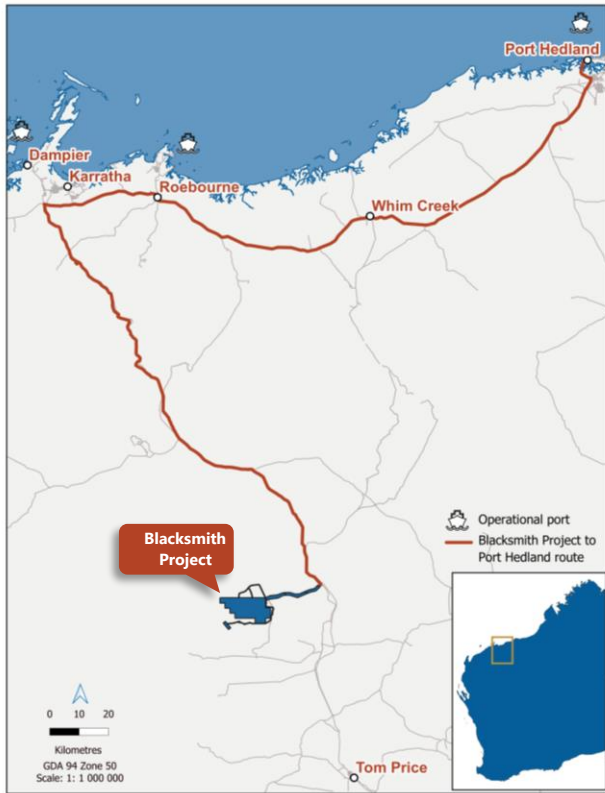 Port Hedland
Dampier
Karratha
Roebourne
Whim Creek
Operational port
Blacksmith Project to
Port Hedland route
Blacksmith
Project
0 10 20
Kilometres
GDA 94 Zone 50
Scale: 1: 1 000 000
Tom Price